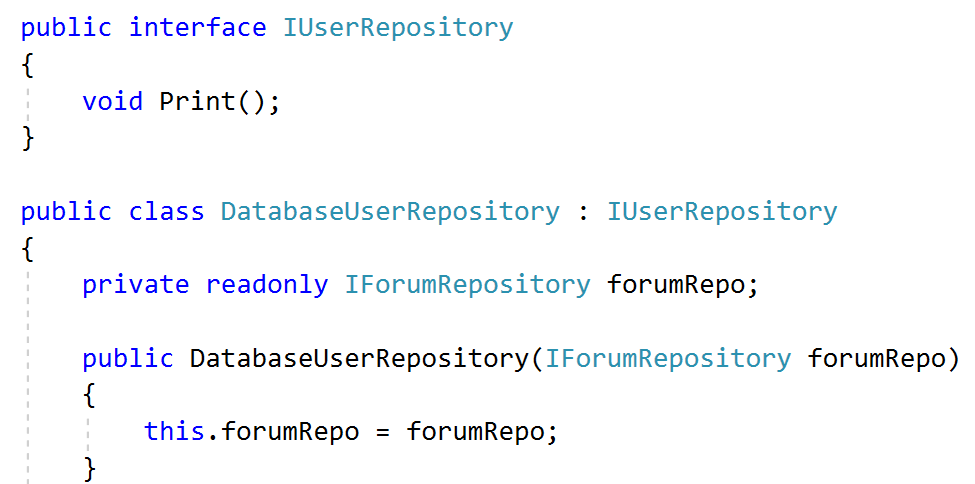 public interface IUserRepository
{
    void Print();
}

public class DatabaseUserRepository : IUserRepository
{
    private readonly IForumRepository forumRepo;

    public DatabaseUserRepository(IForumRepository forumRepo)
    {
        this.forumRepo = forumRepo;
    }